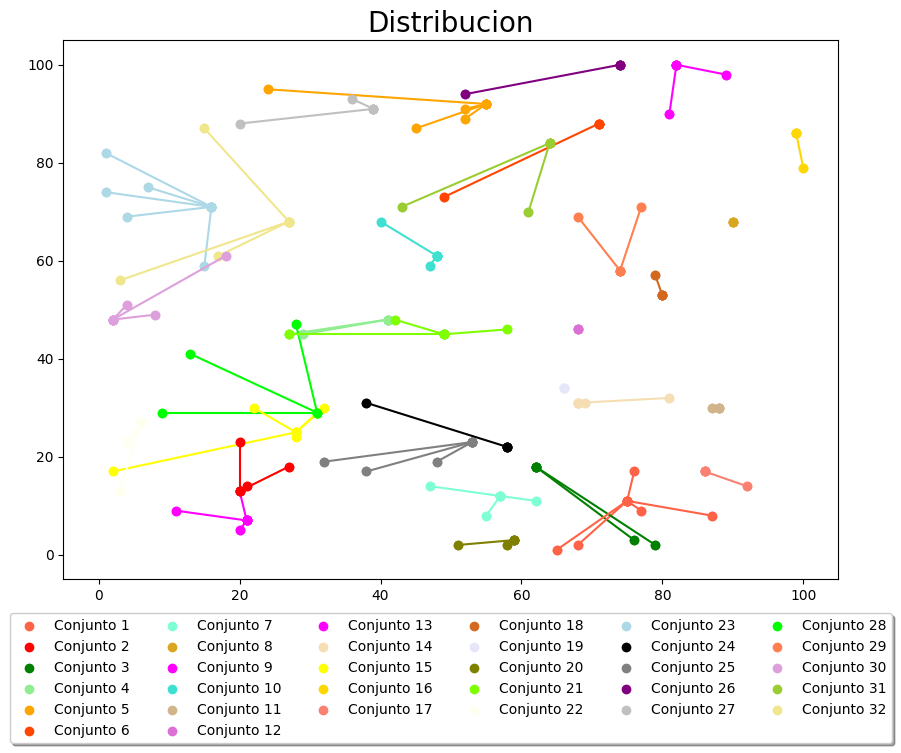 Distribucion
100
80
60
40
20
0
0 20 40 60 80 100
Conjunto 1 Conjunto 7 Conjunto 13 Conjunto 18 Conjunto 23 Conjunto 28
Conjunto 2 Conjunto 8 Conjunto 14 Conjunto 19 Conjunto 24 Conjunto 29
Conjunto 3 Conjunto 9 Conjunto 15 Conjunto 20 Conjunto 25 Conjunto 30
Conjunto 4 Conjunto 10 Conjunto 16 Conjunto 21 Conjunto 26 Conjunto 31
Conjunto 5 Conjunto 11 Conjunto 17 Conjunto 22 Conjunto 27 Conjunto 32
Conjunto 6 Conjunto 12